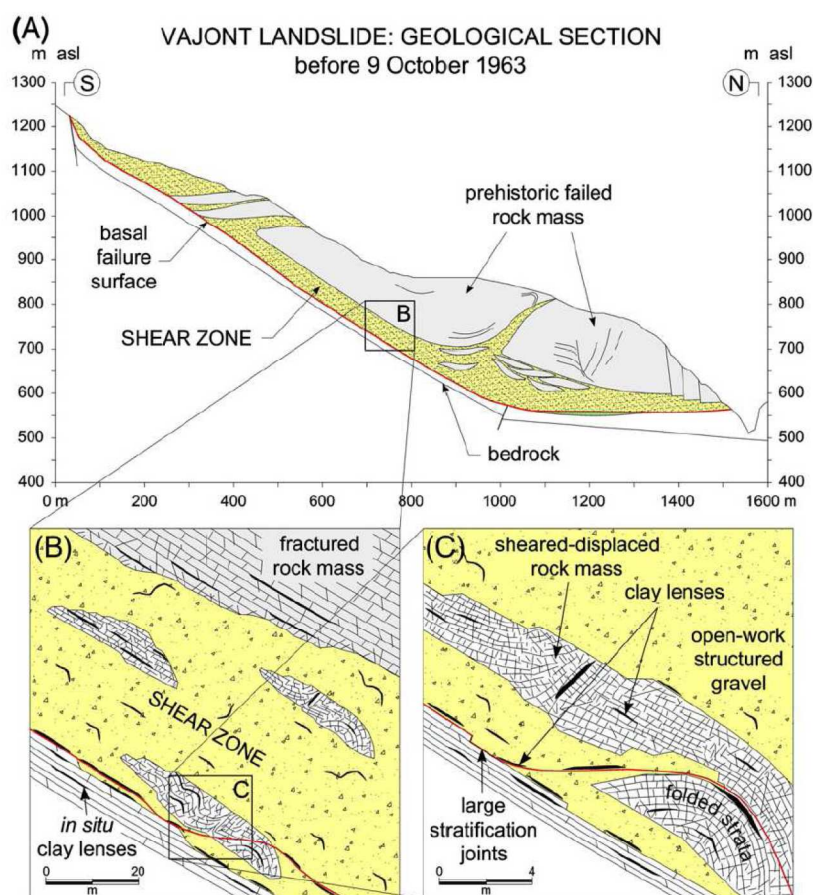 (A)
VAJONT LANDSLIDE: GEOLOGICAL SECTION
before 9 October 1963
m asl
m asl
S
N
1300
1200
1100
1000
900
800
700
600
500
400
1300
1200
1100
1000
900
800
700
600
500
400
prehistoric failed
rock mass
basal
failure
surface
SHEAR ZONE
B
bedrock
0 m
200
400
600
800
1000
1200
1400
1600 m
(B)
fractured
rock mass
SHEAR ZONE
C
in situ
clay lenses
0
20
m
(C)
sheared-displaced
rock mass
clay lenses
open-work
structured
gravel
folded strata
large
stratification
joints
0
4
m